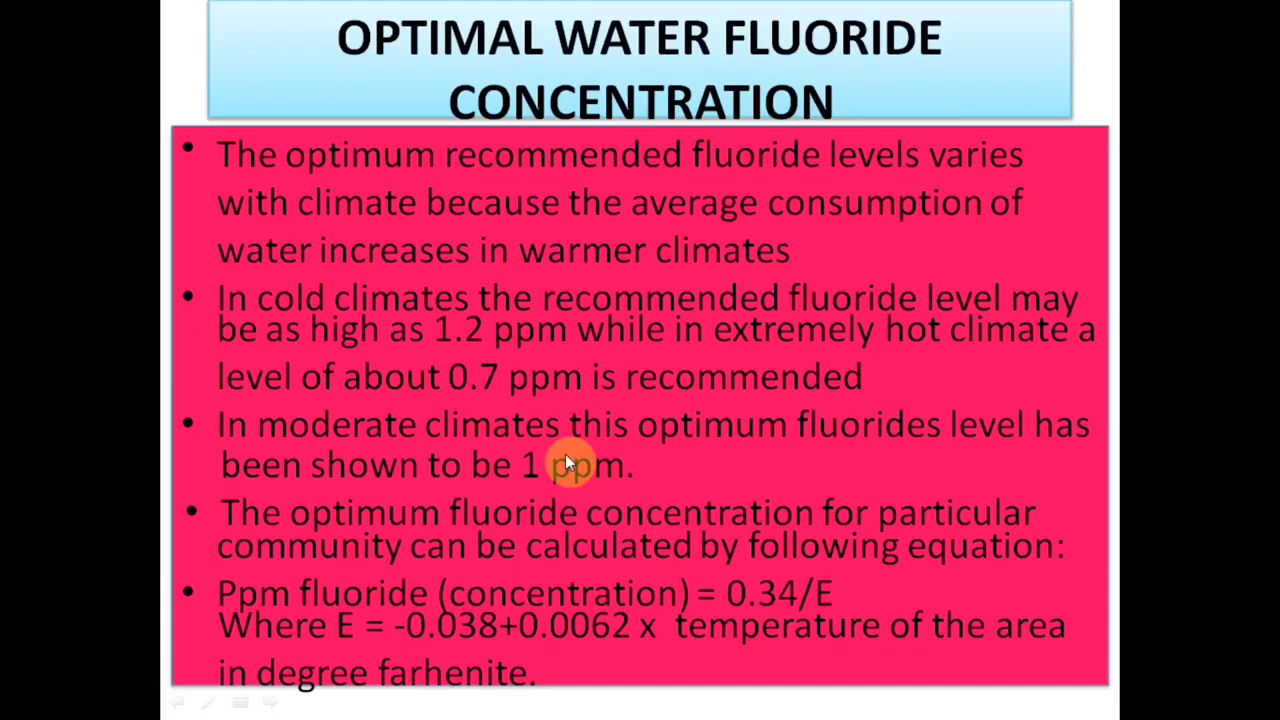 OPTIMAL WATER FLUORIDE
CONCENTRATION
• The optimum recommended fluoride levels varies
with climate because the average consumption of
water increases in warmer climates
• In cold climates the recommended fluoride level may
be as high as 1.2 ppm while in extremely hot climate a
level of about 0.7 ppm is recommended
• In moderate climates this optimum fluorides level has
been shown to be 1 ppm.
• The optimum fluoride concentration for particular
community can be calculated by following equation:
• Ppm fluoride (concentration) = 0.34/E
Where E = -0.038+0.0062 x temperature of the area
in degree farhenite.